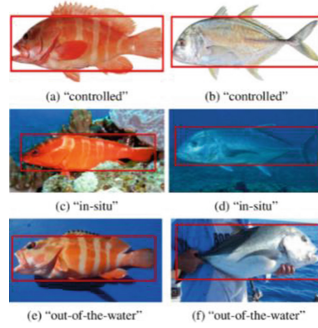 (a) “controlled”
(b) “controlled”
(c) “in-situ”
(d) “in-situ”
(e) “out-of-the-water”
(f) “out-of-the-water”